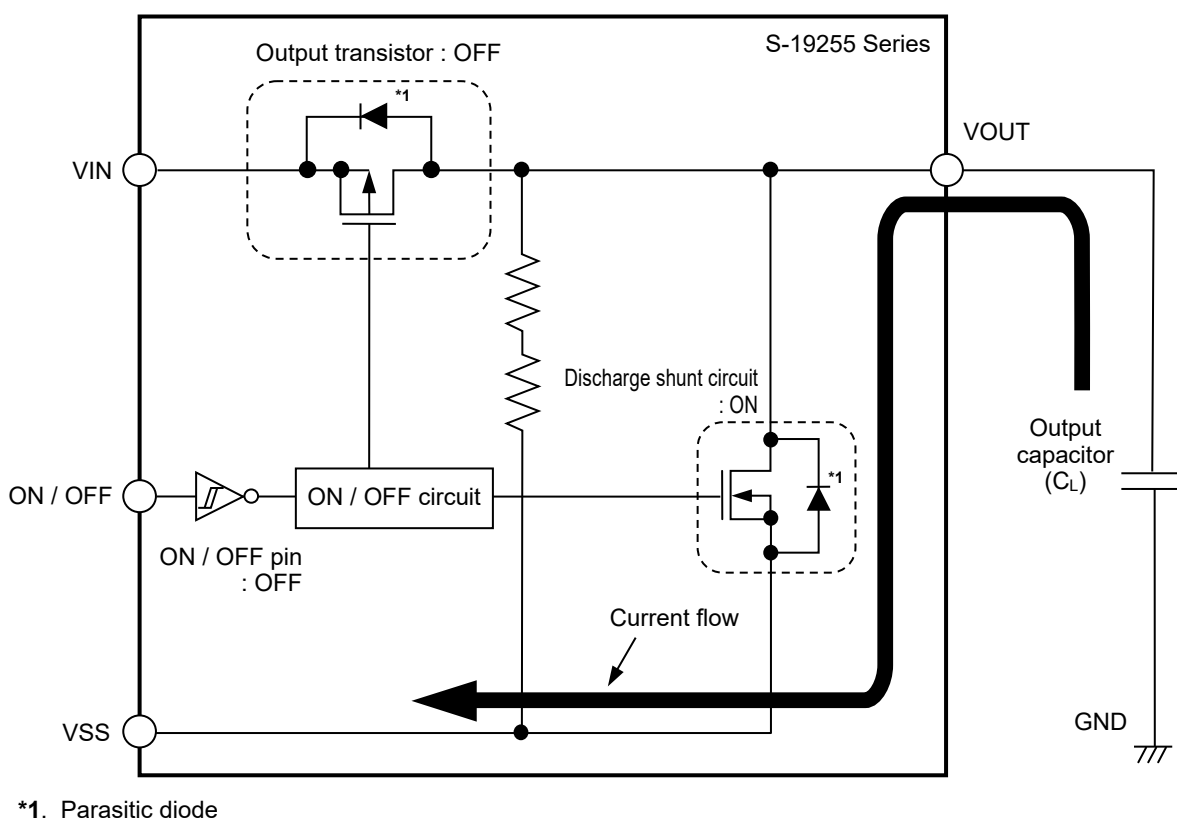 S-19255 Series
Output transistor : OFF
*1
VOUT
VIN
Discharge shunt circuit
: ON
*1
Output
capacitor
(CL)
ON / OFF
ON / OFF circuit
ON / OFF pin
: OFF
Current flow
GND
VSS
*1. Parasitic diode